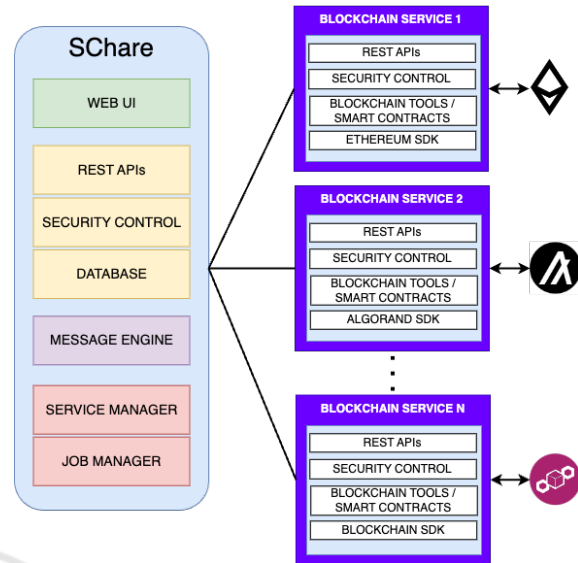 SChare
WEB UI
REST APIs
SECURITY CONTROL
DATABASE
MESSAGE ENGINE
SERVICE MANAGER
JOB MANAGER
BLOCKCHAIN SERVICE 1
REST APIs
SECURITY CONTROL
BLOCKCHAIN TOOLS /
SMART CONTRACTS
ETHEREUM SDK
BLOCKCHAIN SERVICE 2
REST APIs
SECURITY CONTROL
BLOCKCHAIN TOOLS /
SMART CONTRACTS
ALGORAND SDK
BLOCKCHAIN SERVICE N
REST APIs
SECURITY CONTROL
BLOCKCHAIN TOOLS /
SMART CONTRACTS
BLOCKCHAIN SDK